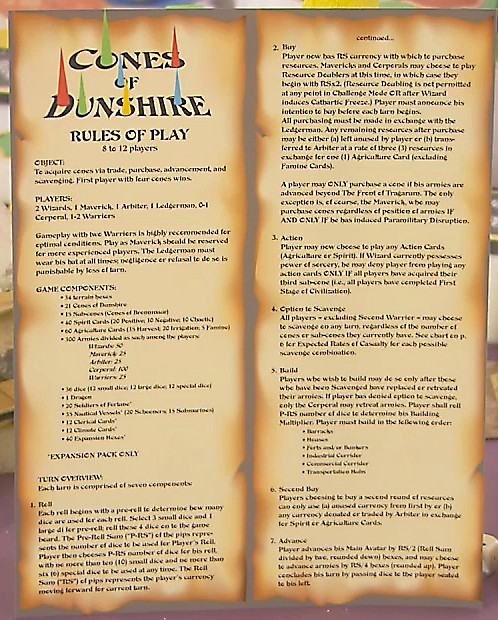 CONES
OF
DUNSHIRE
RULES OF PLAY
8 to 12 players
OBJECT:
To acquire cones via trade, purchase, advancement, and
scavenging. First player with four cones wins.
PLAYERS:
2 Wizards, 1 Maverick, 1 Arbiter, 1 Ledgerman, 0-1
Corporal, 1-2 Warriors
Gameplay with two Warriors is highly recommended for
optimal conditions. Play as Maverick should be reserved
for more experienced players. The Ledgerman must
wear his hat at all times; negligence or refusal to do so is
punishable by less of turn.
GAME COMPONENTS:
• 34 terrain boxes
• 21 Cones of Dunshire
• 15 Subcones (Cones of
• 40 Spirit Cards (20 Positive; 10 Negative; 10 Chaotic)
• 60 Agriculture Cards (35 Harvest; 20 Irrigation; 5 Famine)
• 300 Armies divided as such among the players:
Wizards: 50
Maverick: 25
Arbiter: 25
Corporal: 100
Warriors: 25
• 36 dice (12 small dice; 12 large dice; 12 special dice)
• 1 Dragon
• 20 Soldiers of Fortune*
• 35 Nautical Vessels* (20 Schooners; 15 Submarines)
• 12 Clerical Cards*
• 12 Climate Cards*
• 60 Expansion Hexes*
*EXPANSION PACK ONLY
TURN OVERVIEW:
Each turn is comprised of seven components:
1. Roll
Each roll begins with a pre-roll to determine how many
dice are used for each roll. Select 3 small dice and 1
large die for pre-roll; roll these 4 dice on to the game
board. The Pre-Roll Sum ("P-RS") of the pips repre-
sents the number of dice to be used for Player's Roll.
Player then chooses P-RS number of dice for his roll,
with no more than ten (10) small dice and no more than
six (6) special dice to be used at any time. The Roll
Sum ("RS") of pips represents the player's currency
moving forward for current turn.
continued...
2. Buy
Player now has RS currency with which to purchase
resources. Mavericks and Corporals may choose to play
Resource Doublers at this time, in which case they
begin with RSx2. (Resource Doubling is not permitted
at any point in Challenge Mode OR after Wizard
induces Cathartic Freeze.) Player must announce his
intention to buy before each turn begins.
All purchasing must be made in exchange with the
Ledgerman. Any remaining resources after purchase
may be either (a) left unused by player or (b) trans-
ferred to Arbiter at a rate of three (3) resources in
exchange for one (1) Agriculture Card (excluding
Famine Cards).
A player may ONLY purchase a cone if his armies are
advanced beyond The Front of Tragarum. The only
exception is, of course, the Maverick, who may
purchase cones regardless of position of armies IF
AND ONLY IF he has induced Paramilitary Disruption.
3. Action
Player may now choose to play any Action Cards
(Agriculture or Spirit). If Wizard currently possesses
power of sorcery, he may deny player from playing any
action cards ONLY IF all players have acquired their
third sub-cone (i.e., all players have completed First
Stage of Civilization).
4. Option to Scavenge
All players – excluding Second Warrior – may choose
to scavenge on any turn, regardless of the number of
cones or sub-cones they currently have. See chart on p.
6 for Expected Rates of Casualty for each possible
scavenge combination.
5. Build
Players who wish to build may do so only after those
who have been Scavenged have replaced or retreated
their armies. If player has denied option to scavenge,
only the Corporal may retreat armies. Player shall roll
P-RS number of dice to determine his Building
Multiplier. Player must build in the following order:
• Barracks
• Houses
• Forts and/or Bunkers
• Industrial Corridor
• Commercial Corridor
• Transportation Hubs
6. Second Buy
Players choosing to buy a second round of resources
can only use (a) unused currency from first by or (b)
any currency donated or traded by Arbiter in exchange
for Spirit or Agriculture Cards.
7. Advance
Player advances his Main Avatar by RS/2 (Roll Sum
divided by two, rounded down) boxes, and may choose
to advance armies by RS/4 boxes (rounded up). Player
concludes his turn by passing dice to the player seated
to his left.